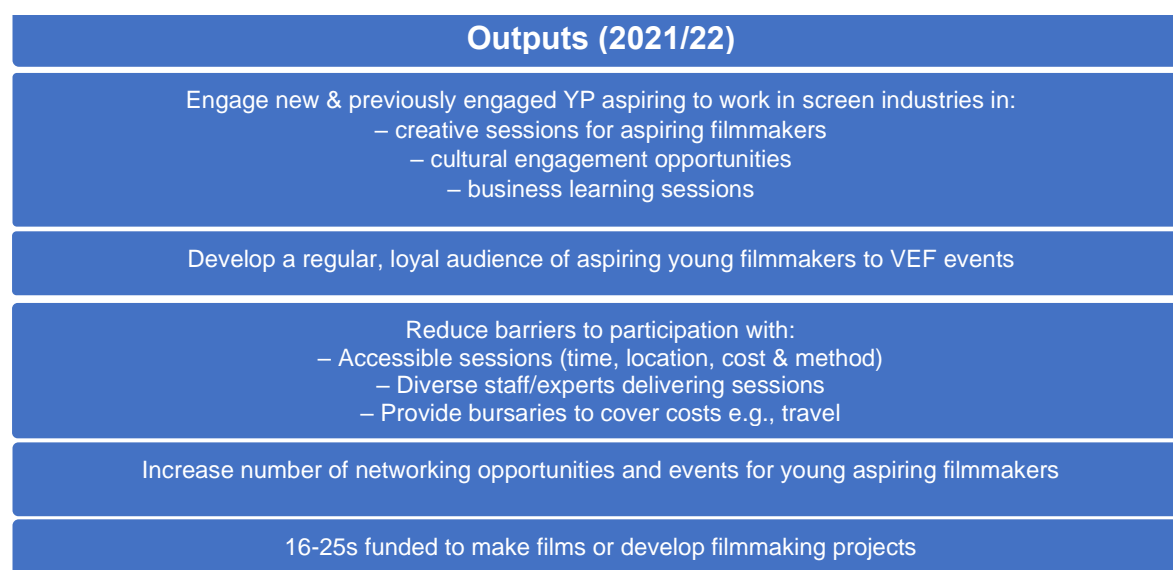 Outputs (2021/22)
Engage new & previously engaged YP aspiring to work in screen industries in:
– creative sessions for aspiring filmmakers
– cultural engagement opportunities
– business learning sessions
Develop a regular, loyal audience of aspiring young filmmakers to VEF events
Reduce barriers to participation with:
– Accessible sessions (time, location, cost & method)
– Diverse staff/experts delivering sessions
– Provide bursaries to cover costs e.g., travel
Increase number of networking opportunities and events for young aspiring filmmakers
16-25s funded to make films or develop filmmaking projects